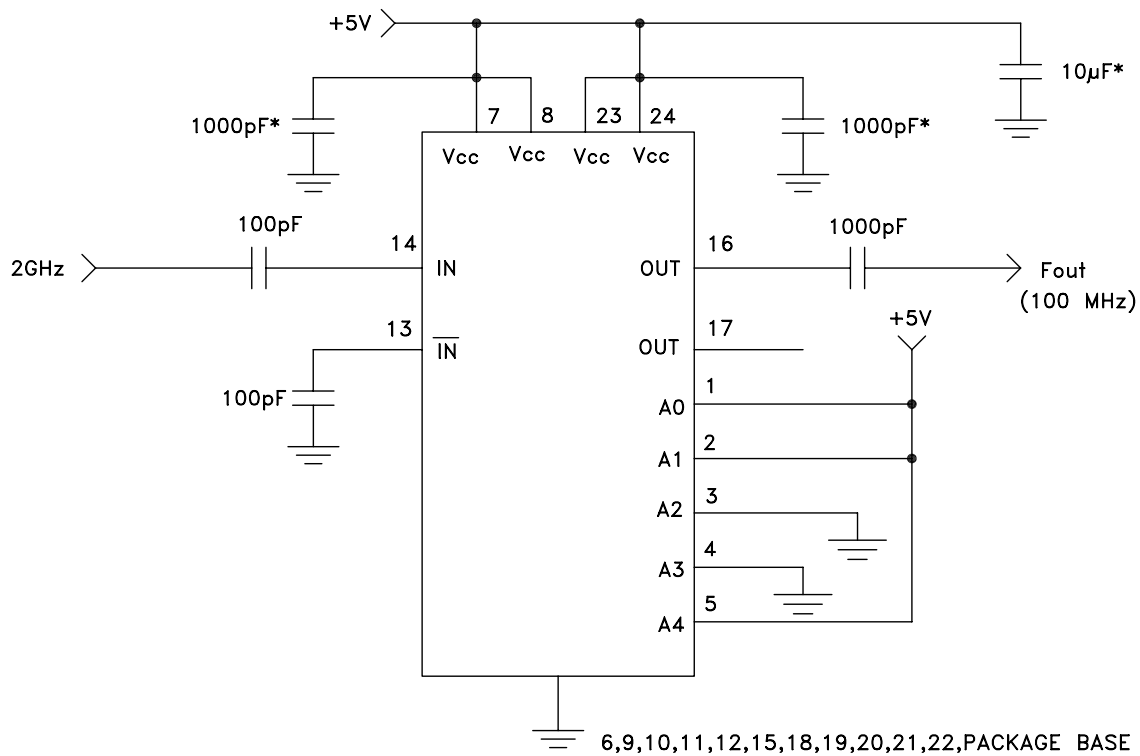 +5V
10µF*
1000pF*
7
8
23
24
1000pF*
Vcc
Vcc
Vcc
Vcc
100pF
1000pF
14
16
2GHz
IN
OUT
Fout
(100 MHz)
+5V
13
17
IN
OUT
1
100pF
A0
2
A1
3
A2
4
A3
5
A4
6,9,10,11,12,15,18,19,20,21,22,PACKAGE BASE